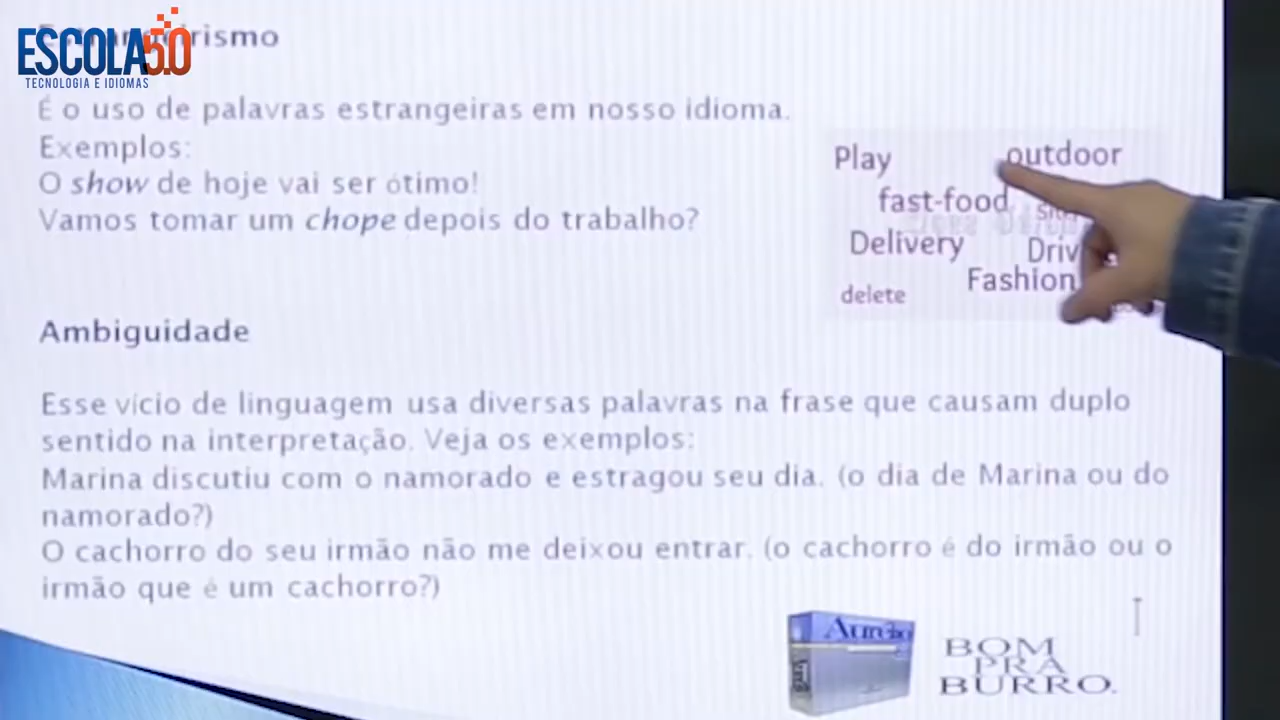 ESCOLA5.0
TECNOLOGIA E IDIOMAS
É o uso de palavras estrangeiras em nosso idioma.
Exemplos:
O show de hoje vai ser ótimo!
Vamos tomar um chope depois do trabalho?
Play
outdoor
fast-food
Delivery
Driv
Fashion
delete
Ambiguidade
Esse vício de linguagem usa diversas palavras na frase que causam duplo
sentido na interpretação. Veja os exemplos:
Marina discutiu com o namorado e estragou seu dia. (o dia de Marina ou do
namorado?)
O cachorro do seu irmão não me deixou entrar. (o cachorro é do irmão ou o
irmão que é um cachorro?)
Aurélio
BOM
PRA
BURRO.